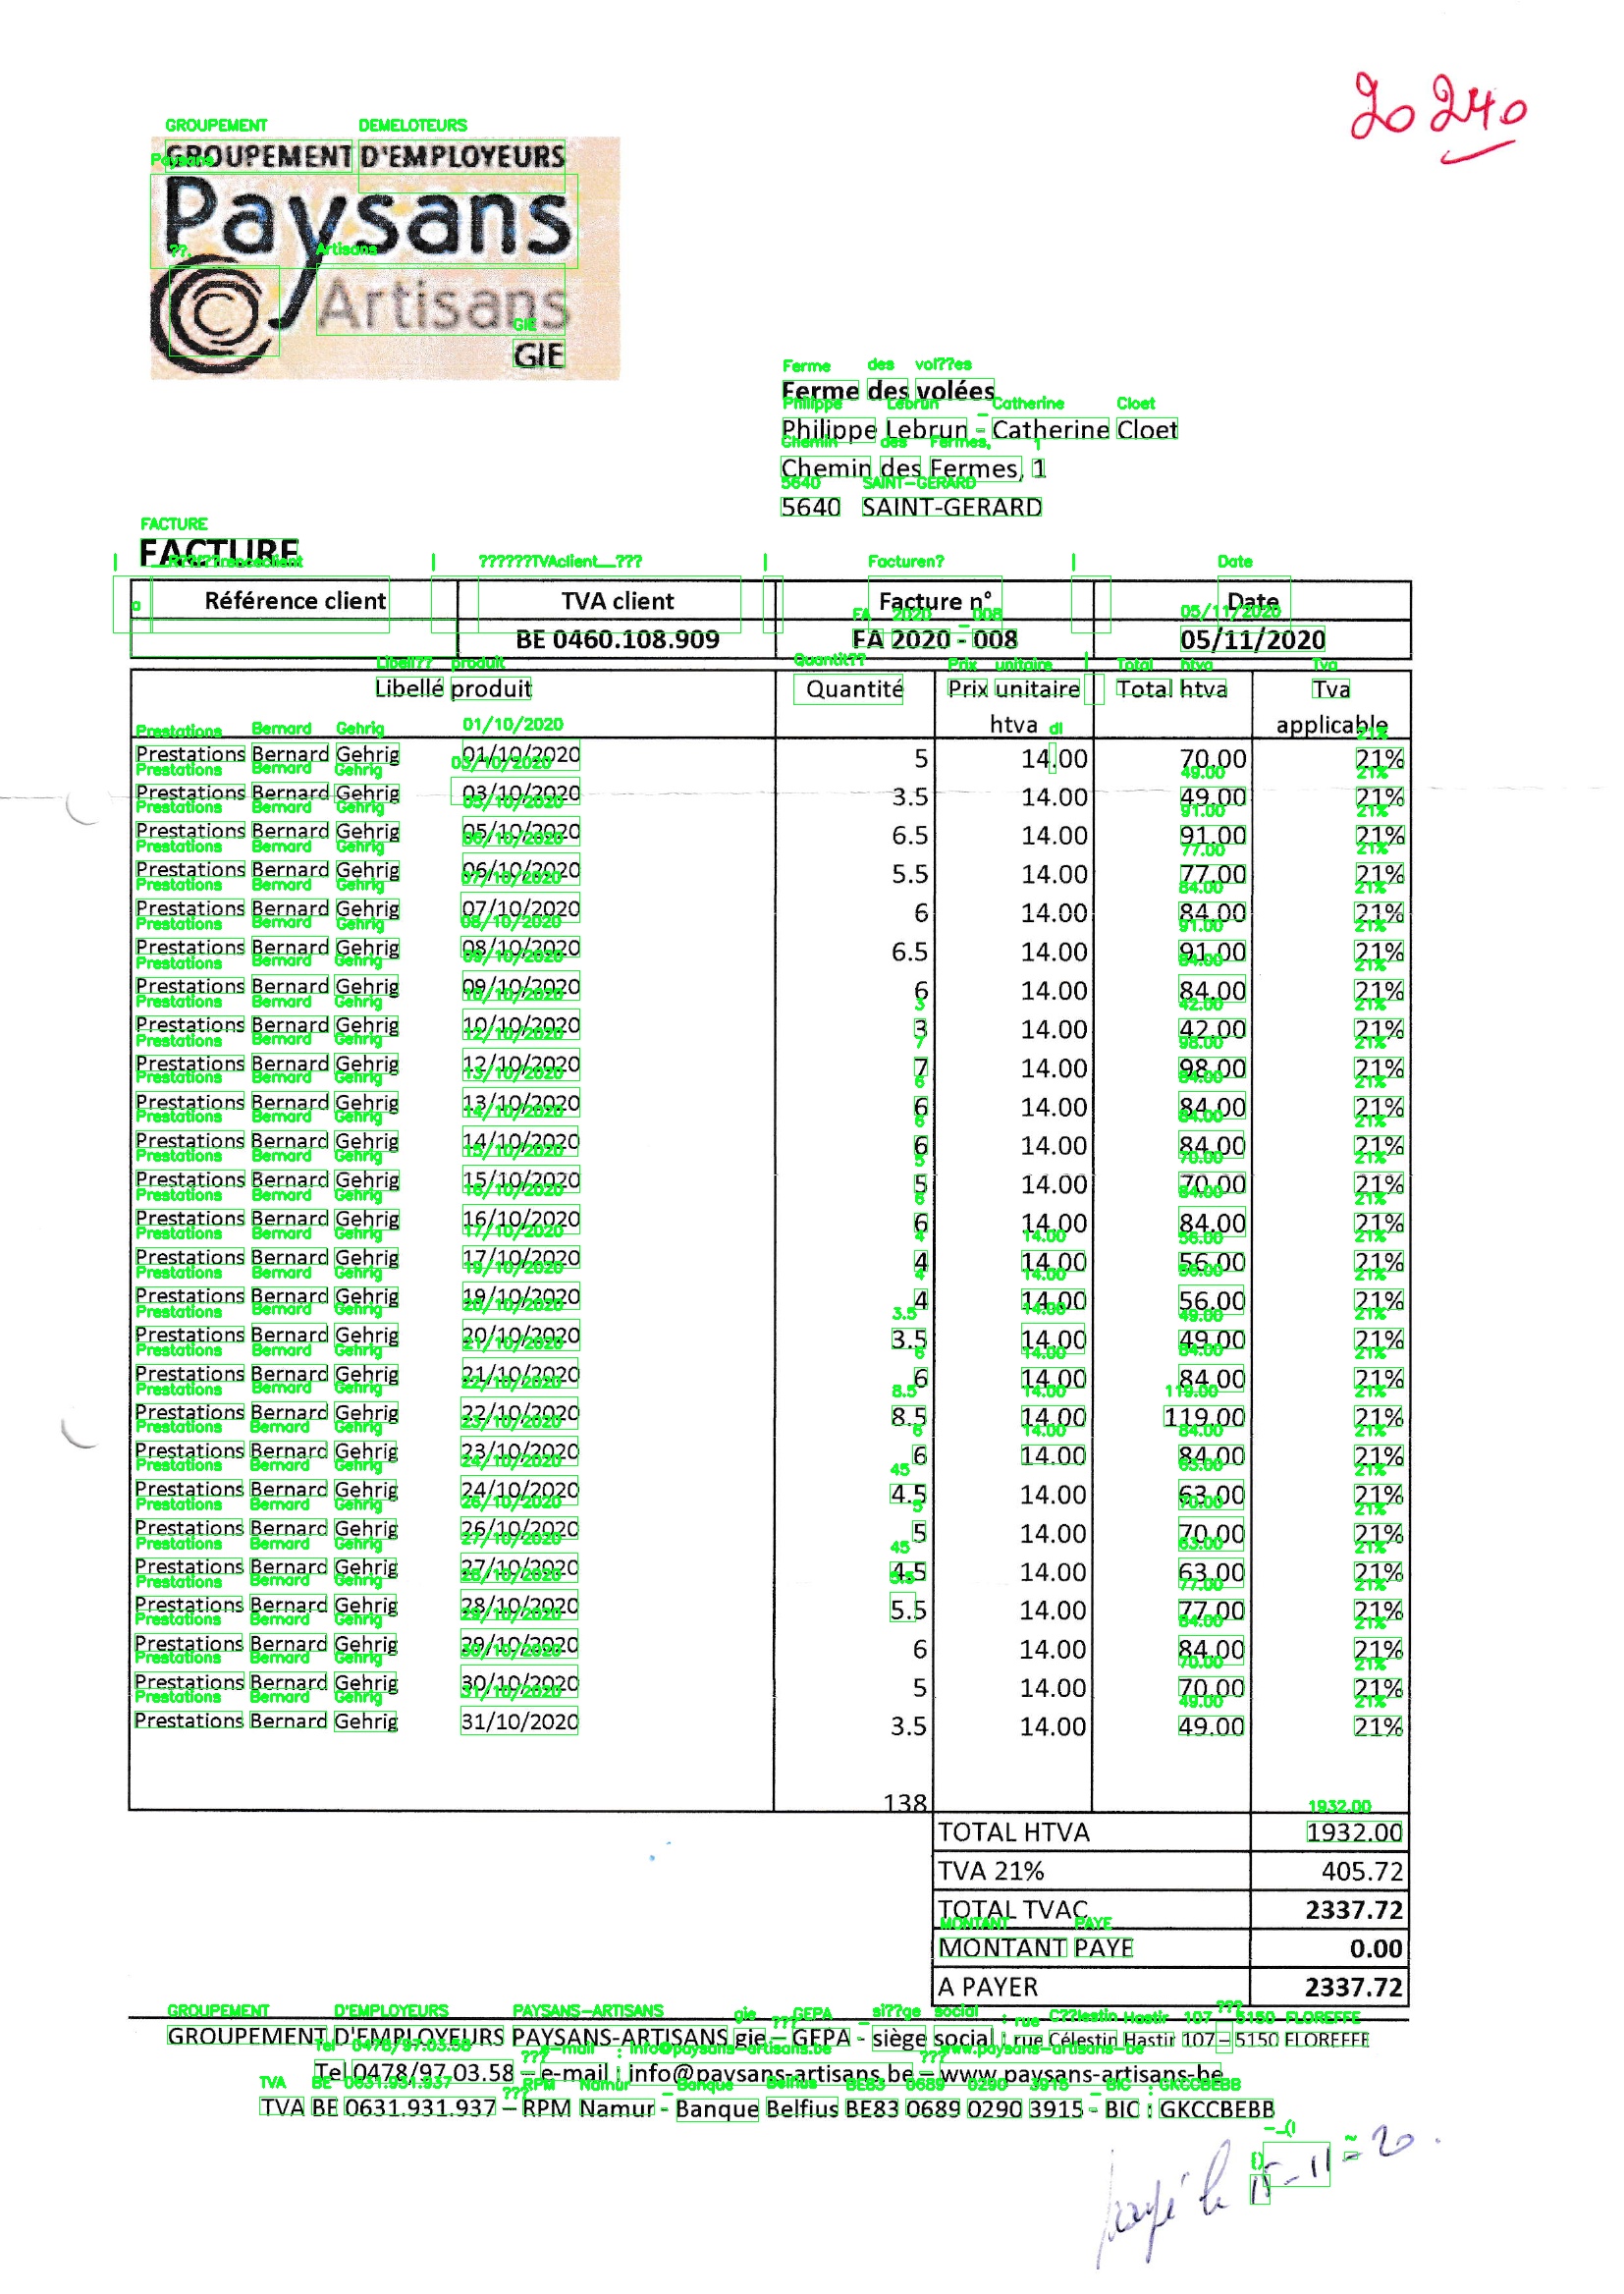 20 240
GROUPEMENT D'EMPLOYEURS
Paysans
Artisans
GIE
Ferme des volées
Philippe Lebrun - Catherine Cloet
Chemin des Fermes, 1
5640 SAINT-GERARD
FACTURE
Référence client TVA client Facture n° Date
BE 0460.108.909 FA 2020 - 008 05/11/2020
Libellé produit Quantité Prix unitaire htva Total htva Tva applicable
Prestations Bernard Gehrig 01/10/2020 5 14.00 70.00 21%
Prestations Bernard Gehrig 03/10/2020 3.5 14.00 49.00 21%
Prestations Bernard Gehrig 05/10/2020 6.5 14.00 91.00 21%
Prestations Bernard Gehrig 06/10/2020 5.5 14.00 77.00 21%
Prestations Bernard Gehrig 07/10/2020 6 14.00 84.00 21%
Prestations Bernard Gehrig 08/10/2020 6.5 14.00 91.00 21%
Prestations Bernard Gehrig 09/10/2020 6 14.00 84.00 21%
Prestations Bernard Gehrig 10/10/2020 3 14.00 42.00 21%
Prestations Bernard Gehrig 12/10/2020 7 14.00 98.00 21%
Prestations Bernard Gehrig 13/10/2020 6 14.00 84.00 21%
Prestations Bernard Gehrig 14/10/2020 6 14.00 84.00 21%
Prestations Bernard Gehrig 15/10/2020 5 14.00 70.00 21%
Prestations Bernard Gehrig 16/10/2020 6 14.00 84.00 21%
Prestations Bernard Gehrig 17/10/2020 4 14.00 56.00 21%
Prestations Bernard Gehrig 19/10/2020 4 14.00 56.00 21%
Prestations Bernard Gehrig 20/10/2020 3.5 14.00 49.00 21%
Prestations Bernard Gehrig 21/10/2020 6 14.00 84.00 21%
Prestations Bernard Gehrig 22/10/2020 8.5 14.00 119.00 21%
Prestations Bernard Gehrig 23/10/2020 6 14.00 84.00 21%
Prestations Bernard Gehrig 24/10/2020 4.5 14.00 63.00 21%
Prestations Bernard Gehrig 26/10/2020 5 14.00 70.00 21%
Prestations Bernard Gehrig 27/10/2020 4.5 14.00 63.00 21%
Prestations Bernard Gehrig 28/10/2020 5.5 14.00 77.00 21%
Prestations Bernard Gehrig 29/10/2020 6 14.00 84.00 21%
Prestations Bernard Gehrig 30/10/2020 5 14.00 70.00 21%
Prestations Bernard Gehrig 31/10/2020 3.5 14.00 49.00 21%
138
TOTAL HTVA 1932.00
TVA 21% 405.72
TOTAL TVAC 2337.72
MONTANT PAYE 0.00
A PAYER 2337.72
GROUPEMENT D'EMPLOYEURS PAYSANS-ARTISANS gie – GEPA - siège social : rue Célestin Hastir 107 – 5150 FLOREFFE
Tel 0478/97.03.58 – e-mail : info@paysans-artisans.be – www.paysans-artisans-be
TVA BE 0631.931.937 – RPM Namur - Banque Belfius BE83 0689 0290 3915 - BIC : GKCCBEBB
payé le 15-11-20.